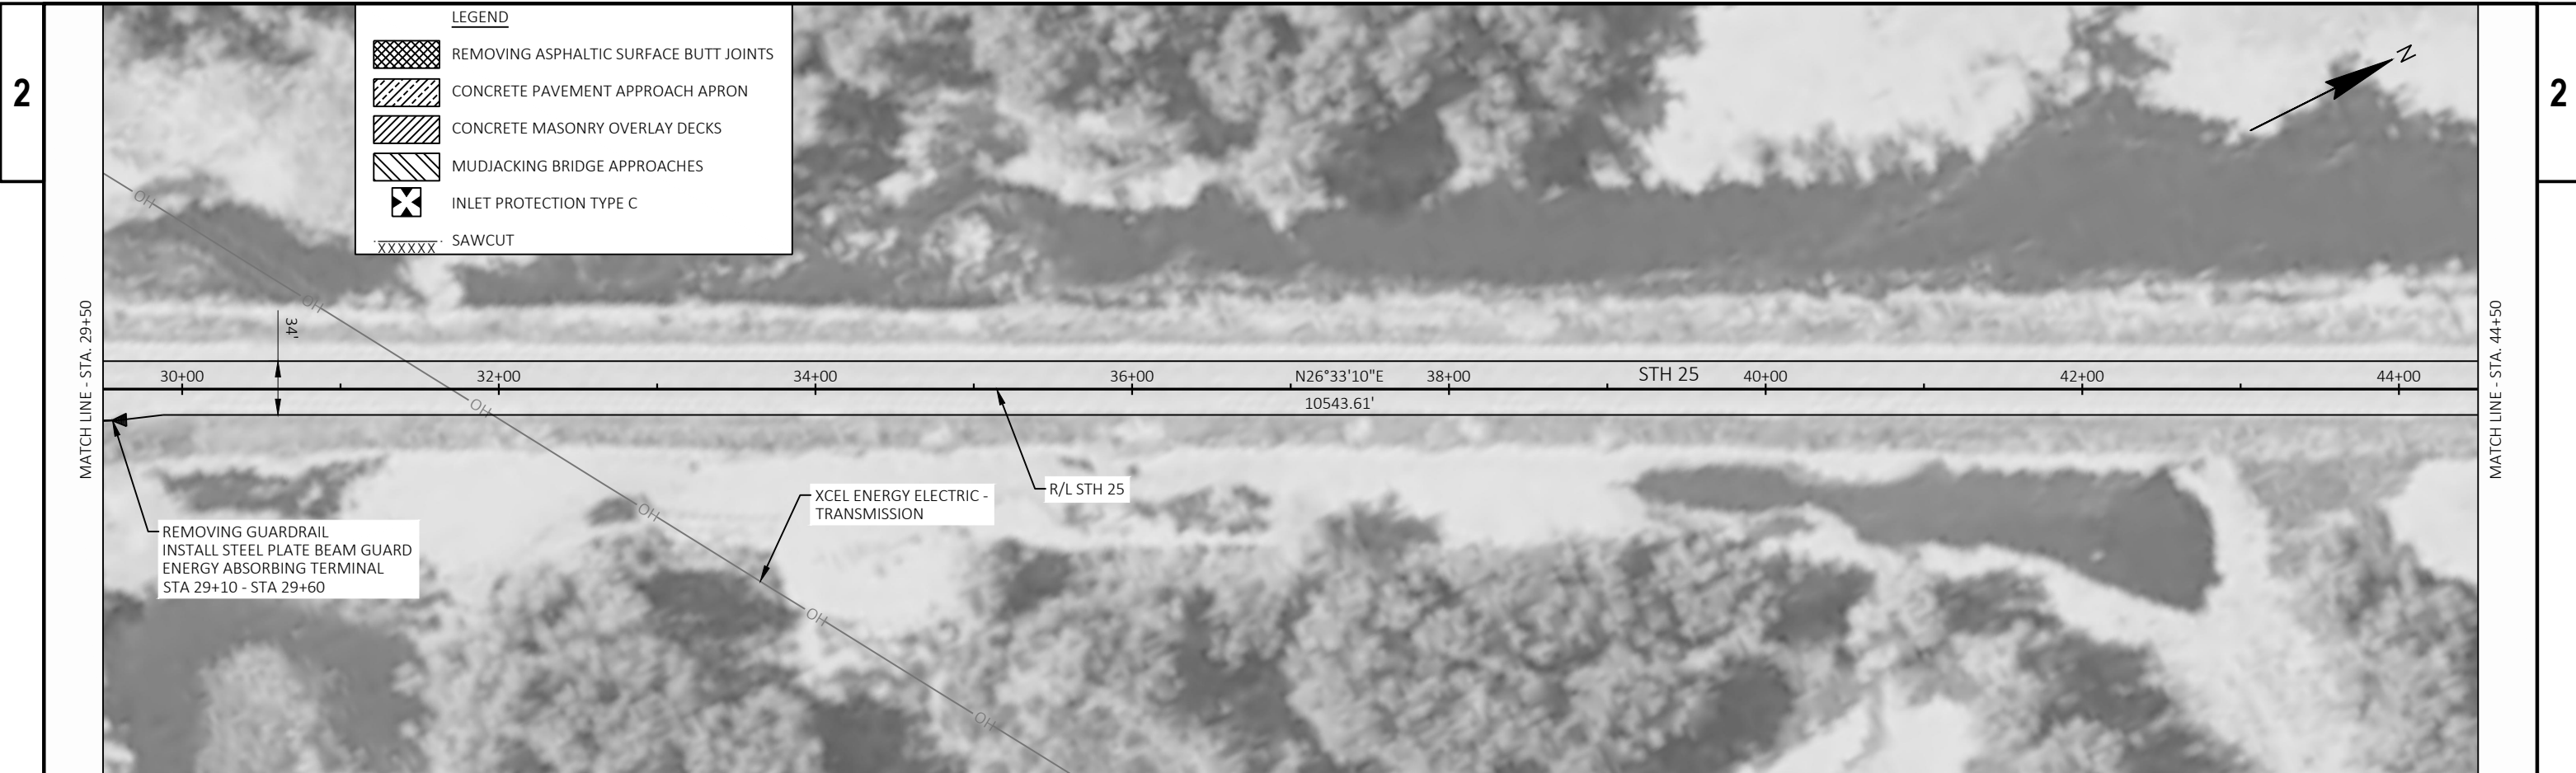 2
LEGEND
REMOVING ASPHALTIC SURFACE BUTT JOINTS
CONCRETE PAVEMENT APPROACH APRON
CONCRETE MASONRY OVERLAY DECKS
MUDJACKING BRIDGE APPROACHES
INLET PROTECTION TYPE C
XXXXXX SAWCUT
N
2
OH
OH
34'
MATCH LINE - STA. 29+50
MATCH LINE - STA. 44+50
30+00 32+00 34+00 36+00 N26°33'10"E 38+00 STH 25 40+00 42+00 44+00
10543.61'
OH
R/L STH 25
XCEL ENERGY ELECTRIC -
TRANSMISSION
OH
REMOVING GUARDRAIL
INSTALL STEEL PLATE BEAM GUARD
ENERGY ABSORBING TERMINAL
STA 29+10 - STA 29+60
OH
OH